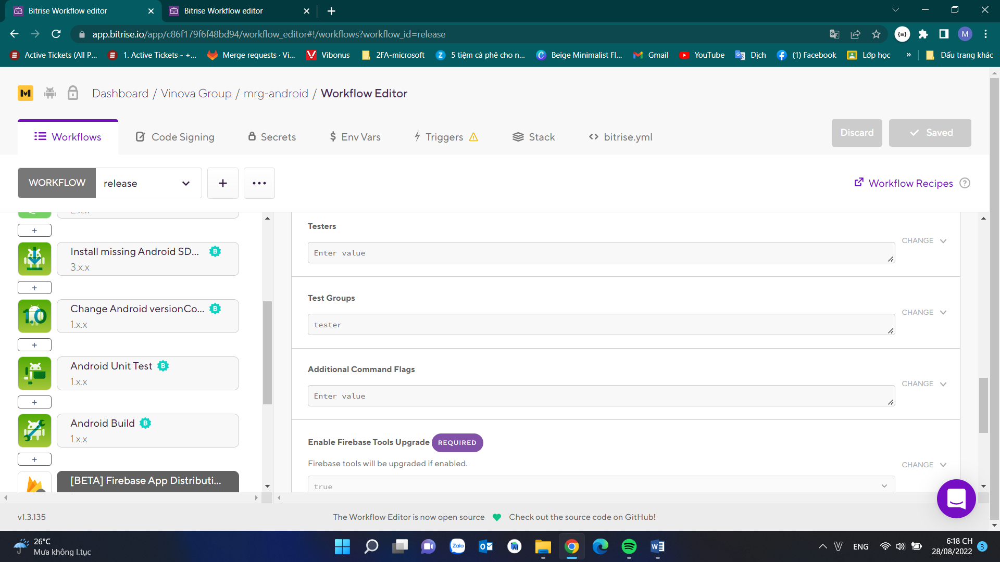 Bitrise Workflow editor
Bitrise Workflow editor
app.bitrise.io/app/c86f179f6f48bd94/workflow_editor#!/workflows?workflow_id=release
M
Active Tickets (All P...
1. Active Tickets - +...
Merge requests · Vi...
Vibonus
2FA-microsoft
5 tiệm cà phê cho n...
Beige Minimalist Fl...
Gmail
YouTube
Dịch
(1) Facebook
Lớp học
»
Dấu trang khác
Dashboard / Vinova Group / mrg-android / Workflow Editor
Workflows
Code Signing
Secrets
$ Env Vars
Triggers
Stack
<> bitrise.yml
Discard
Saved
WORKFLOW
release
+
Workflow Recipes ?
+
Install missing Android SD... B
3.x.x
+
1.0
Change Android versionCo... B
1.x.x
+
Android Unit Test B
1.x.x
+
Android Build B
1.x.x
+
[BETA] Firebase App Distributi...
Testers
CHANGE
Enter value
Test Groups
CHANGE
tester
Additional Command Flags
CHANGE
Enter value
Enable Firebase Tools Upgrade REQUIRED
Firebase tools will be upgraded if enabled.
CHANGE
true
v1.3.135
The Workflow Editor is now open source
Check out the source code on GitHub!
26°C
Mưa không l.tục
Zalo
ENG
6:18 CH
28/08/2022
3